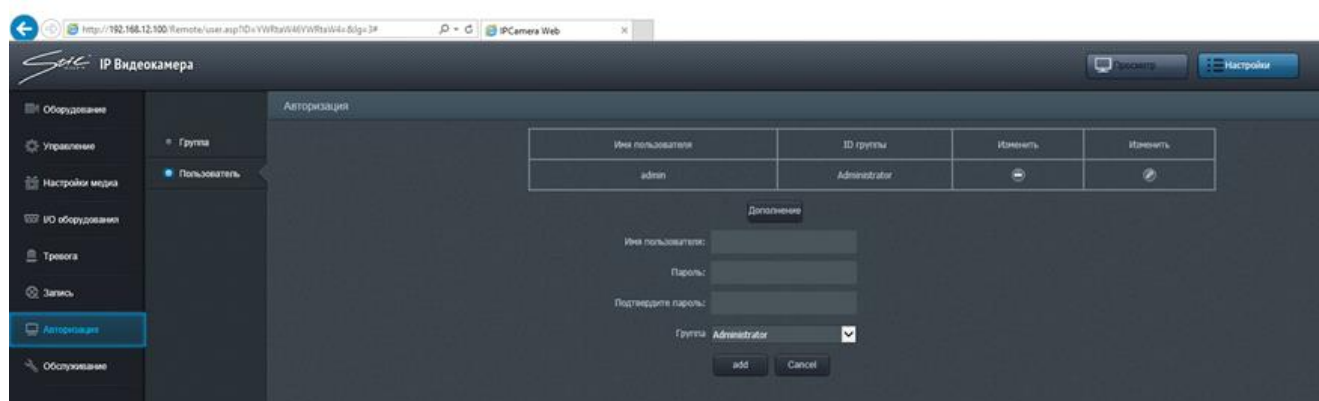 http://192.168.12.100/Remote/user.asp?ID=
IPCamera Web
IP Видеокамера
Просмотр
Настройки
Оборудование
Управление
Настройки медиа
I/O оборудования
Тревога
Запись
Авторизация
Обслуживание
Группа
Пользователь
Авторизация
Имя пользователя ID группы Изменить Изменить
admin Administrator
Дополнение
Имя пользователя:
Пароль:
Подтвердите пароль:
Группа Administrator
add Cancel